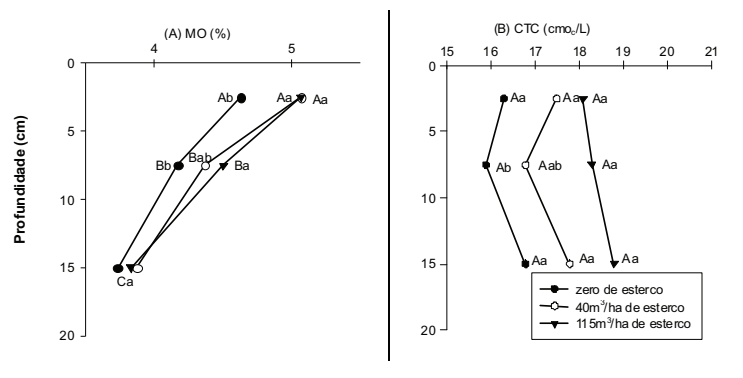 (A) MO (%)
4 5
0
5
10
15
20
Profundidade (cm)
Ab Aa Aa
Bb Bab Ba
Ca
(B) CTC (cmoc/L)
15 16 17 18 19 20 21
0
5
10
15
20
Aa Aa Aa
Ab Aab Aa
Aa Aa Aa
zero de esterco
40m³/ha de esterco
115m³/ha de esterco